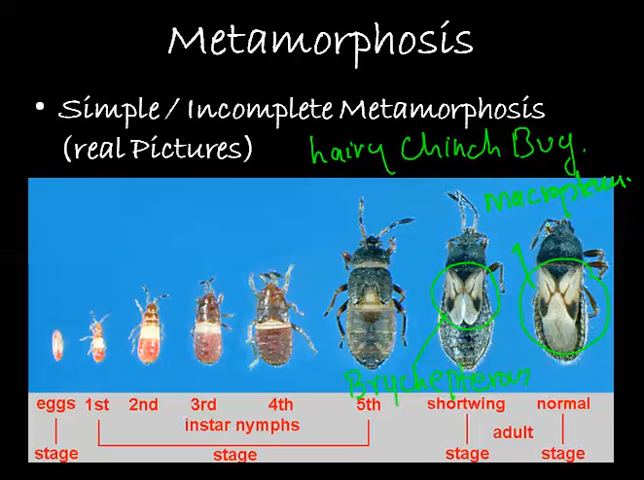 Metamorphosis
• Simple / Incomplete Metamorphosis
(real Pictures)
hairy Chinch Bug.
Brychepterous
eggs 1st 2nd 3rd 4th 5th shortwing normal
instar nymphs
adult
stage stage stage stage